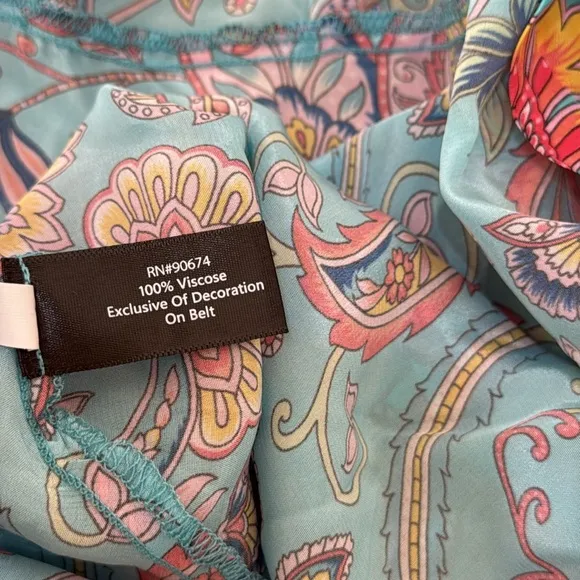 RN#90674
100% Viscose
Exclusive Of Decoration
On Belt